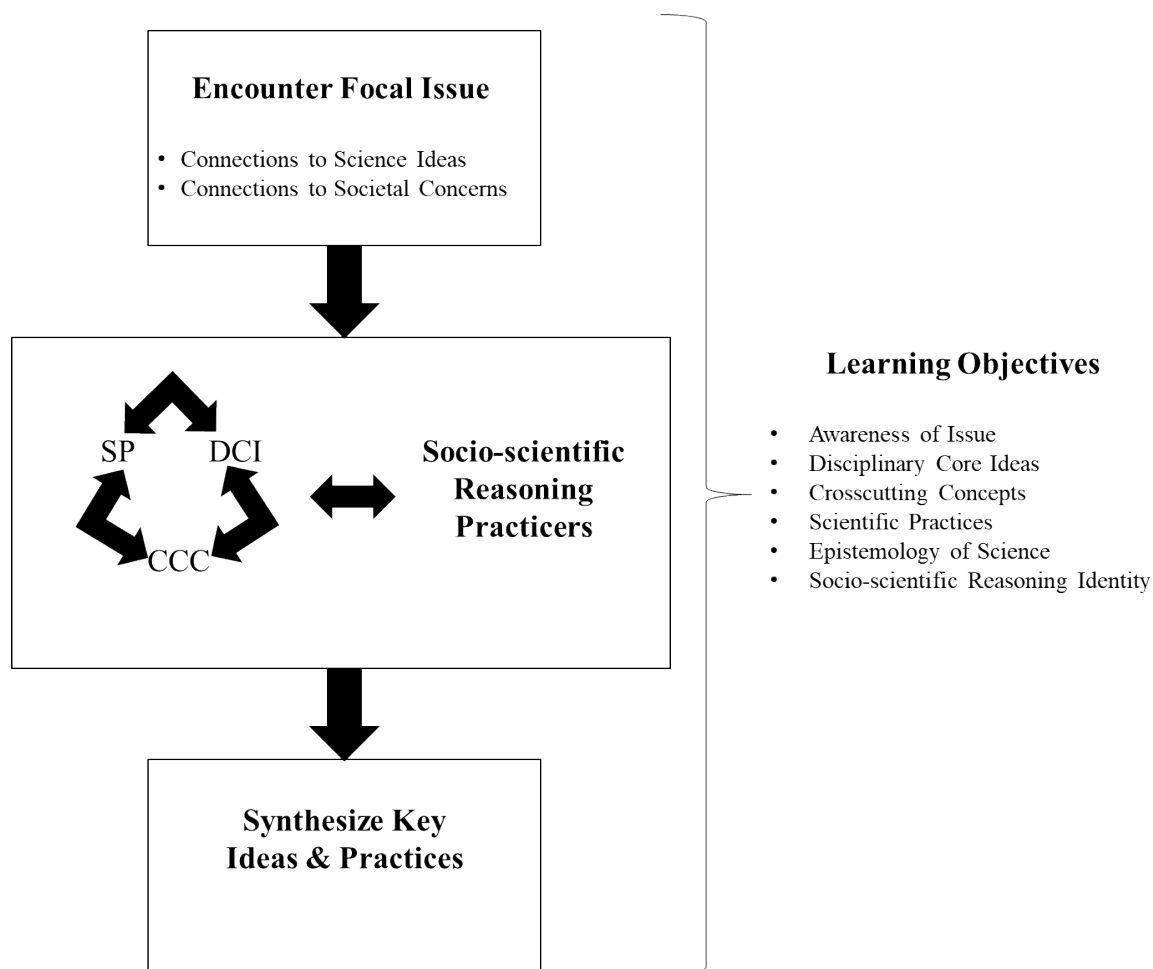 Encounter Focal Issue
• Connections to Science Ideas
• Connections to Societal Concerns
SP
DCI
CCC
Socio-scientific
Reasoning
Practicers
Synthesize Key
Ideas & Practices
Learning Objectives
• Awareness of Issue
• Disciplinary Core Ideas
• Crosscutting Concepts
• Scientific Practices
• Epistemology of Science
• Socio-scientific Reasoning Identity